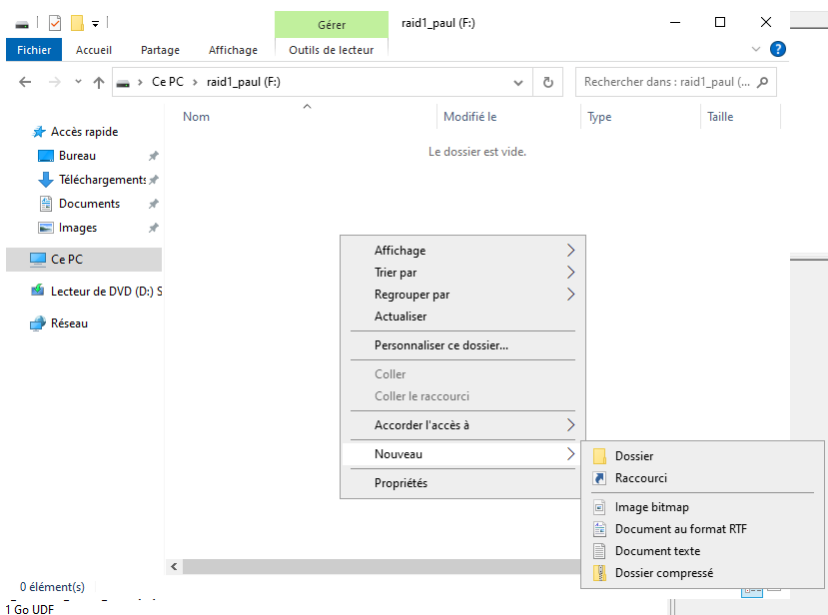 Gérer
raid1_paul (F:)
Fichier Accueil Partage Affichage Outils de lecteur
Ce PC > raid1_paul (F:)
Rechercher dans : raid1_paul (...
Nom Modifié le Type Taille
Le dossier est vide.
Accès rapide
Bureau
Téléchargements
Documents
Images
Ce PC
Lecteur de DVD (D:) S
Réseau
Affichage
Trier par
Regrouper par
Actualiser
Personnaliser ce dossier...
Coller
Coller le raccourci
Accorder l'accès à
Nouveau
Propriétés
Dossier
Raccourci
Image bitmap
Document au format RTF
Document texte
Dossier compressé
0 élément(s)
1 Go UDF